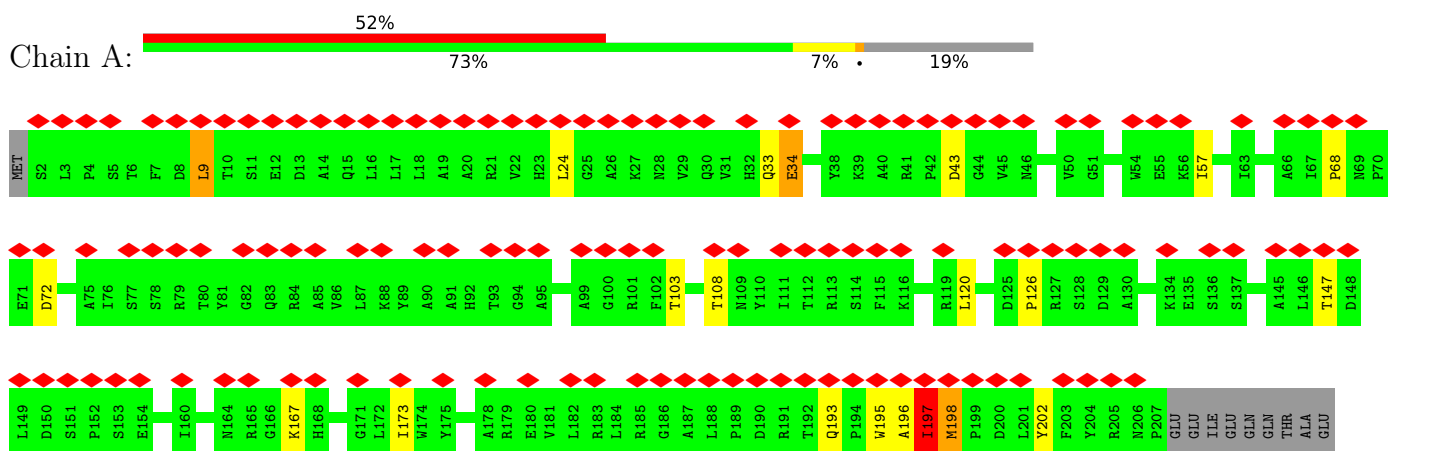 52%
Chain A:
73% 7% • 19%
MET S2 L3 P4 S5 T6 F7 D8 L9 T10 S11 E12 D13 A14 Q15 L16 L17 L18 A19 A20 R21 V22 H23 L24 G25 A26 K27 N28 V29 Q30 V31 H32 Q33 E34 Y38 K39 A40 R41 P42 D43 G44 V45 N46 V50 G51 W54 E55 K56 I57 I63 A66 I67 P68 N69 P70
E71 D72 A75 I76 S77 S78 R79 T80 Y81 G82 Q83 R84 A85 V86 L87 K88 Y89 A90 A91 H92 T93 G94 A95 A99 G100 R101 F102 T103 T108 N109 Y110 I111 T112 R113 S114 F115 K116 R119 L120 D125 P126 R127 S128 D129 A130 K134 E135 S136 S137 A145 L146 T147 D148
L149 D150 S151 P152 S153 E154 I160 N164 R165 G166 K167 H168 G171 L172 I173 W174 Y175 A178 R179 E180 V181 L182 R183 L184 R185 G186 A187 L188 P189 D190 R191 T192 Q193 P194 W195 A196 I197 M198 P199 D200 L201 Y202 F203 Y204 R205 N206 P207 GLU GLU ILE GLU GLN GLN THR ALA GLU